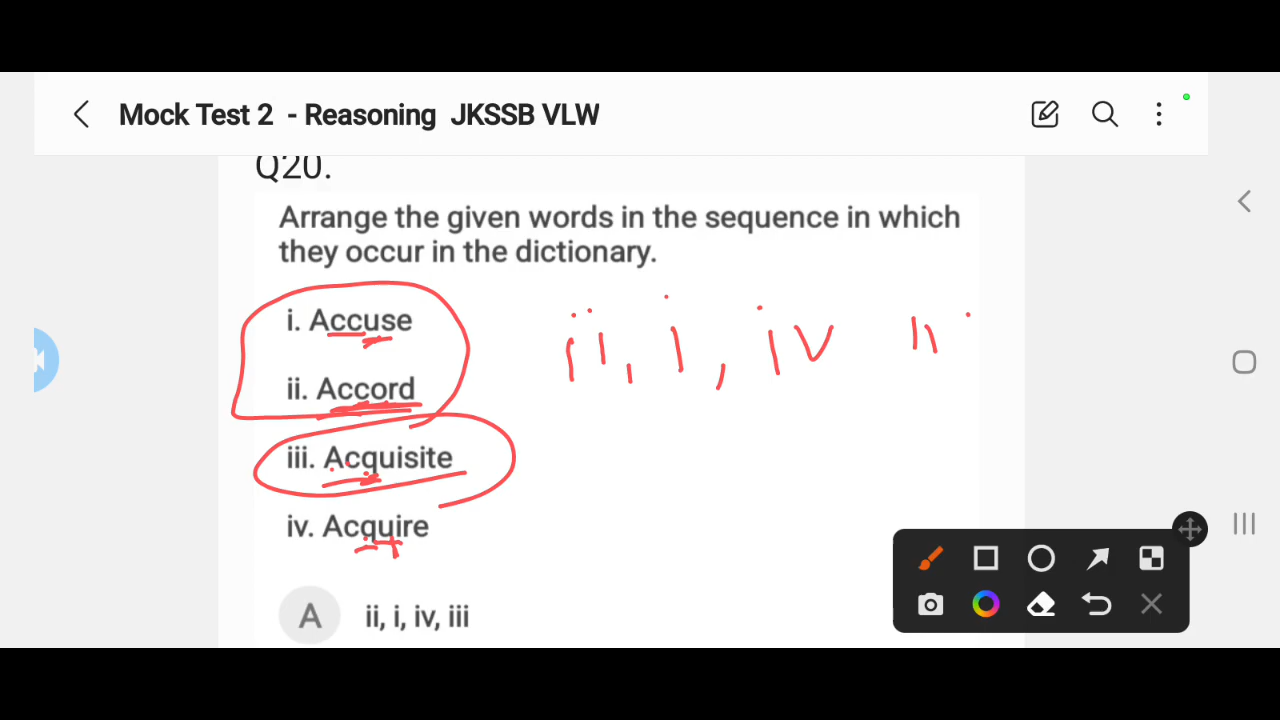 Mock Test 2 - Reasoning JKSSB VLW
Q20.
Arrange the given words in the sequence in which
they occur in the dictionary.
i. Accuse
ii. Accord
iii. Acquisite
iv. Acquire
ii, i, iv
A ii, i, iv, iii